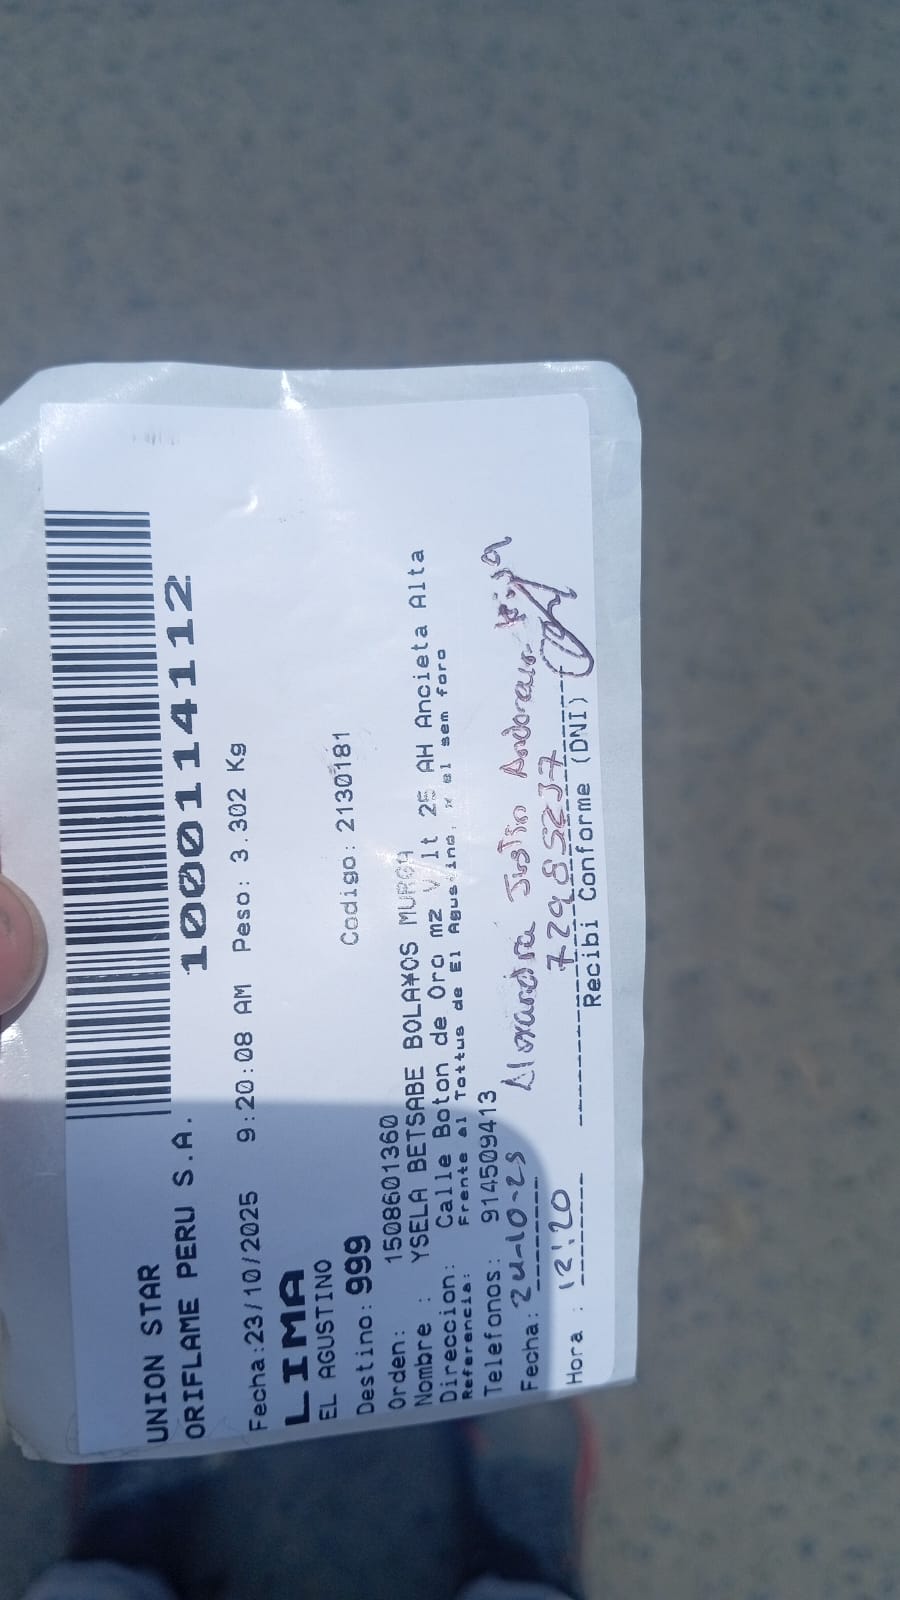 UNION STAR
ORIFLAME PERU S.A. 1000114112
Fecha:23/10/2025 9:20:08 AM Peso: 3.302 Kg
LIMA
EL AGUSTINO
Destino: 999 Codigo: 2130181
Orden: 1508601360
Nombre : YSELA BETSABE BOLA¥OS MURGA
Direccion: Calle Boton de Oro mz V lt 25 AH Ancieta Alta
Referencia: Frente al Tottus de El Agustino, el sem foro
Telefonos: 914509413
Fecha: 24-10-25 Justin
Hora : 12:20 72985237
Recibi Conforme (DNI)